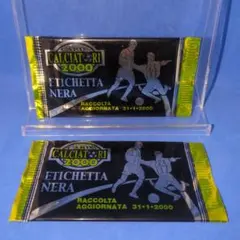 CALCIATORI
2000
ETICHETTA
NERA
RACCOLTA
AGGIORNATA 31·1·2000
CALCIATORI
2000
ETICHETTA
NERA
RACCOLTA
AGGIORNATA 31·1·2000